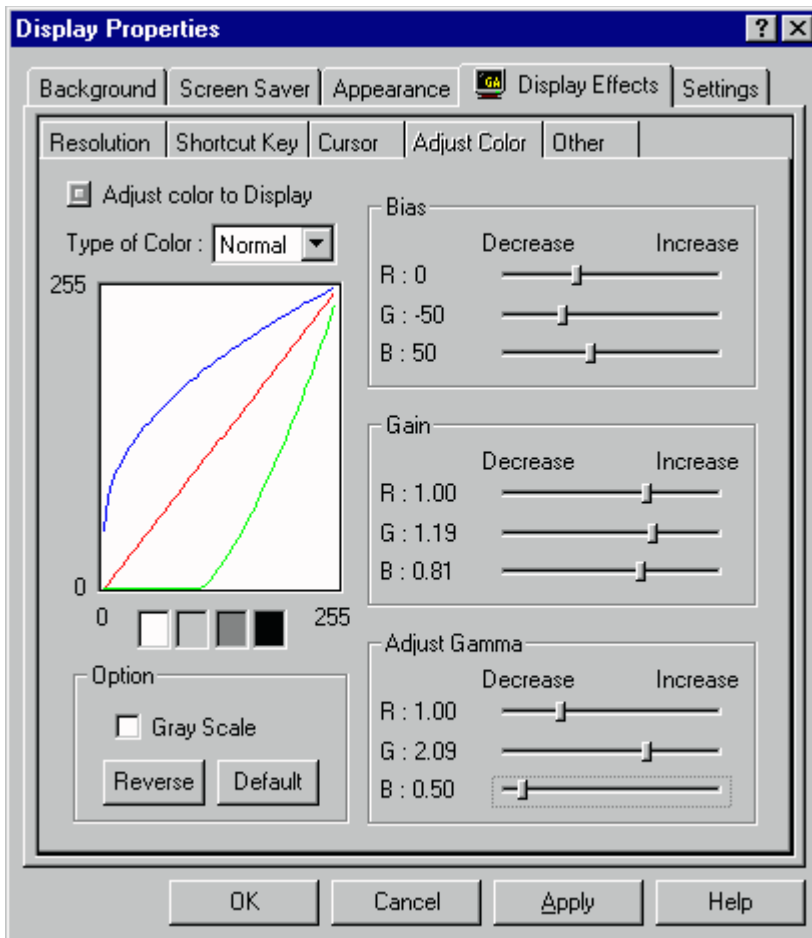 Display Properties
Background Screen Saver Appearance GA Display Effects Settings
Resolution Shortcut Key Cursor Adjust Color Other
Adjust color to Display
Type of Color : Normal
255
0
0 255
Option
Gray Scale
Reverse Default
Bias
Decrease Increase
R : 0
G : -50
B : 50
Gain
Decrease Increase
R : 1.00
G : 1.19
B : 0.81
Adjust Gamma
Decrease Increase
R : 1.00
G : 2.09
B : 0.50
OK Cancel Apply Help